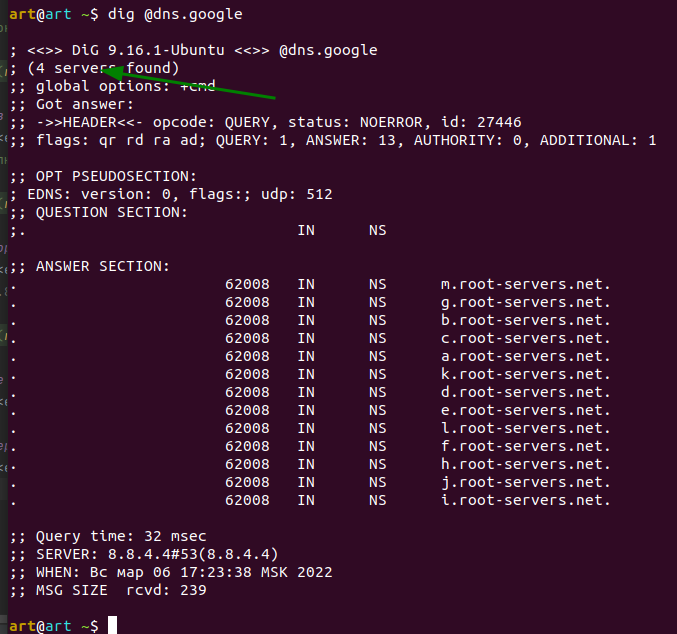 art@art ~$ dig @dns.google
; <<>> DiG 9.16.1-Ubuntu <<>> @dns.google
; (4 servers found)
;; global options: +cmd
;; Got answer:
;; ->>HEADER<<- opcode: QUERY, status: NOERROR, id: 27446
;; flags: qr rd ra ad; QUERY: 1, ANSWER: 13, AUTHORITY: 0, ADDITIONAL: 1
;; OPT PSEUDOSECTION:
; EDNS: version: 0, flags:; udp: 512
;; QUESTION SECTION:
;. IN NS
;; ANSWER SECTION:
. 62008 IN NS m.root-servers.net.
. 62008 IN NS g.root-servers.net.
. 62008 IN NS b.root-servers.net.
. 62008 IN NS c.root-servers.net.
. 62008 IN NS a.root-servers.net.
. 62008 IN NS k.root-servers.net.
. 62008 IN NS d.root-servers.net.
. 62008 IN NS e.root-servers.net.
. 62008 IN NS l.root-servers.net.
. 62008 IN NS f.root-servers.net.
. 62008 IN NS h.root-servers.net.
. 62008 IN NS j.root-servers.net.
. 62008 IN NS i.root-servers.net.
;; Query time: 32 msec
;; SERVER: 8.8.4.4#53(8.8.4.4)
;; WHEN: Вс мар 06 17:23:38 MSK 2022
;; MSG SIZE rcvd: 239
art@art ~$